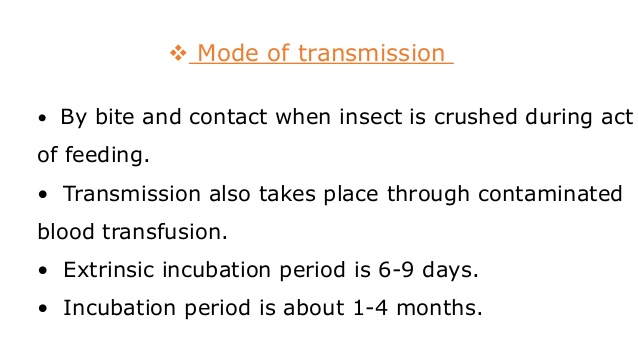 ❖ Mode of transmission
• By bite and contact when insect is crushed during act
of feeding.
• Transmission also takes place through contaminated
blood transfusion.
• Extrinsic incubation period is 6-9 days.
• Incubation period is about 1-4 months.